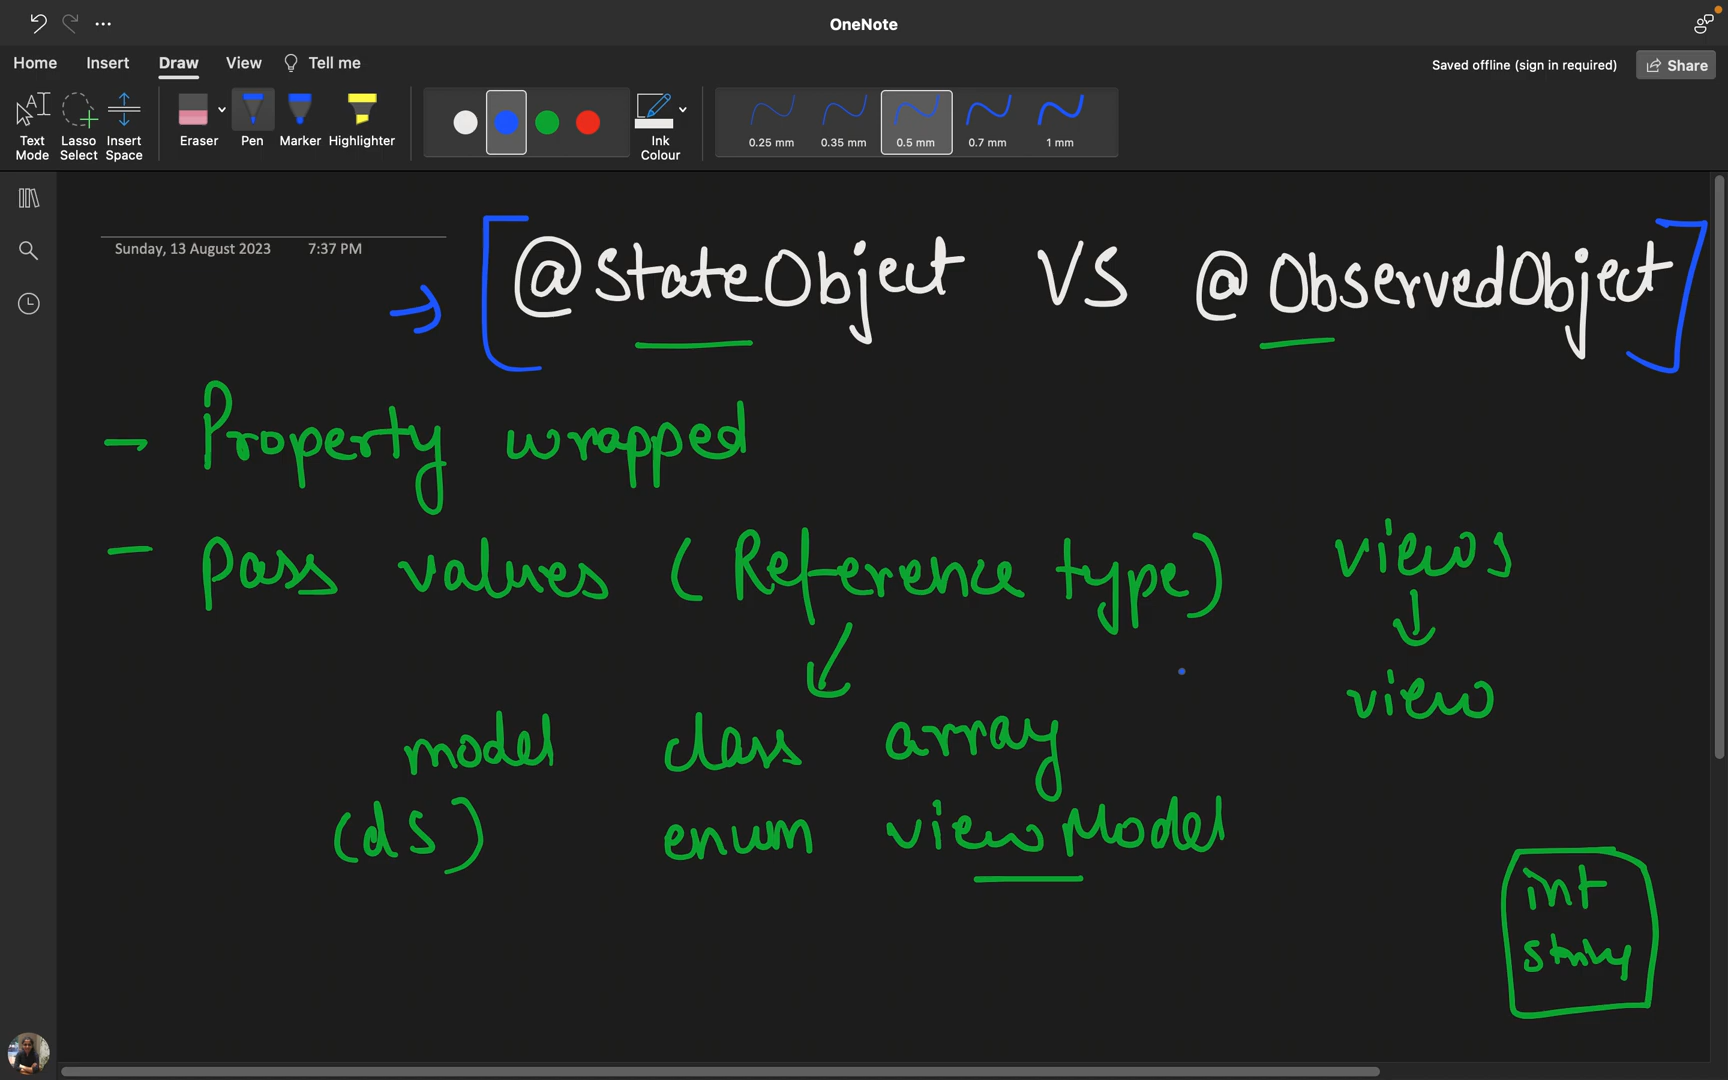 OneNote
Home Insert Draw View Tell me
Saved offline (sign in required) Share
Text Mode
Lasso Select
Insert Space
Eraser
Pen
Marker
Highlighter
Ink Colour
0.25 mm
0.35 mm
0.5 mm
0.7 mm
1 mm
Sunday, 13 August 2023 7:37 PM
→ [@StateObject VS @ObservedObject]
- Property wrapped
- Pass values (Reference type) views
↓
view
model class array
(ds) enum viewModel
int
string